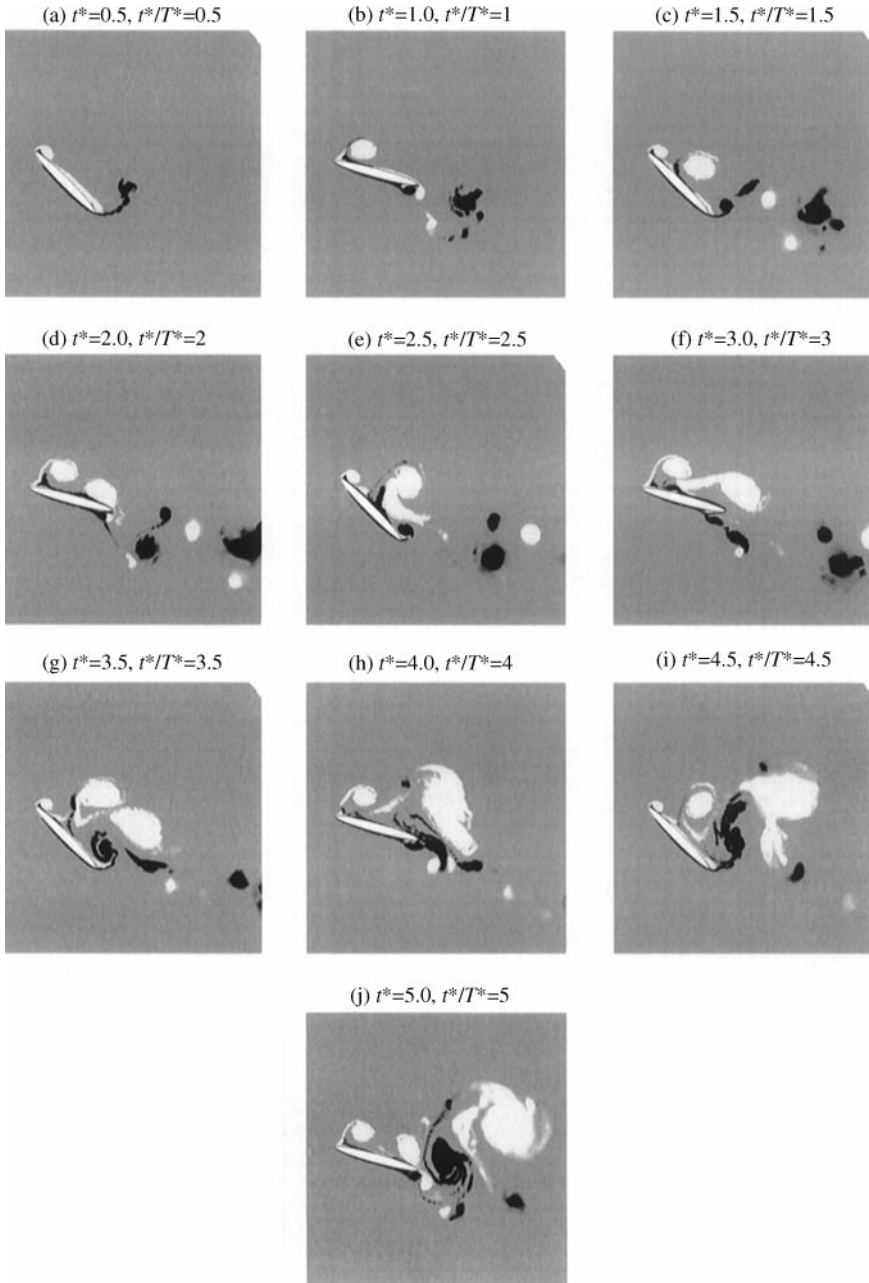 (a) t*=0.5, t*/T*=0.5
(b) t*=1.0, t*/T*=1
(c) t*=1.5, t*/T*=1.5
(d) t*=2.0, t*/T*=2
(e) t*=2.5, t*/T*=2.5
(f) t*=3.0, t*/T*=3
(g) t*=3.5, t*/T*=3.5
(h) t*=4.0, t*/T*=4
(i) t*=4.5, t*/T*=4.5
(j) t*=5.0, t*/T*=5